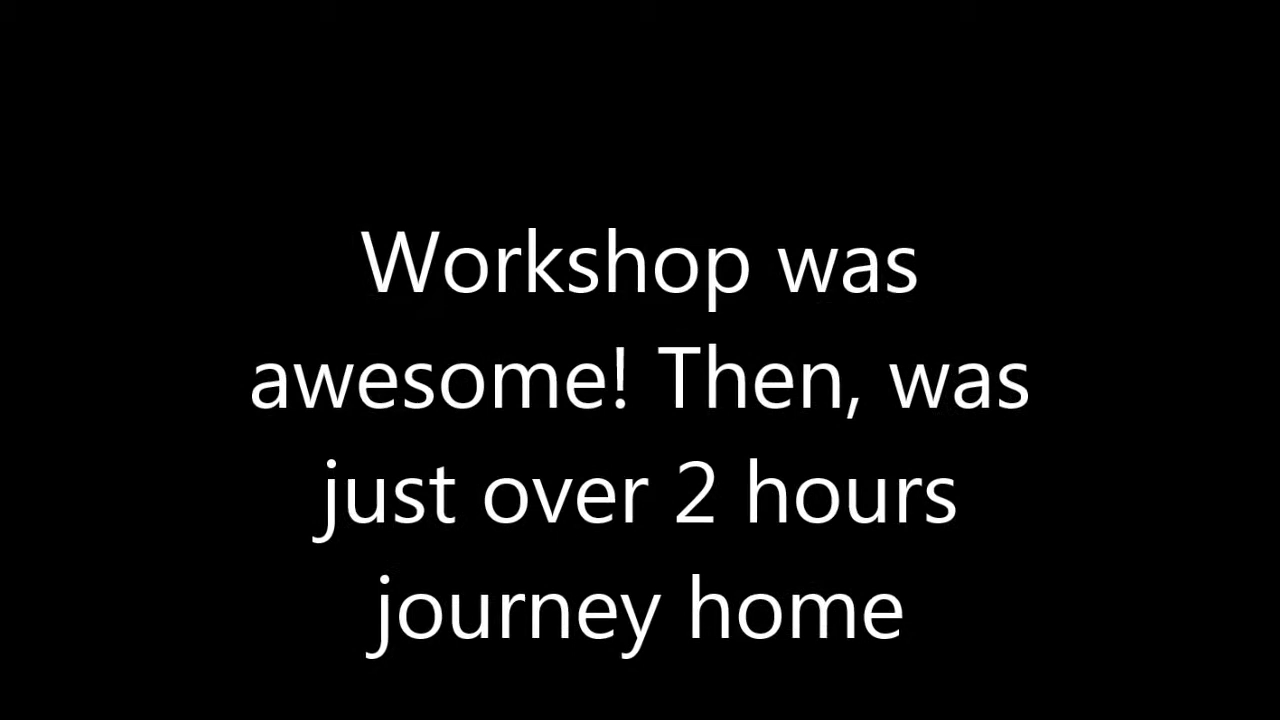 Workshop was
awesome! Then, was
just over 2 hours
journey home